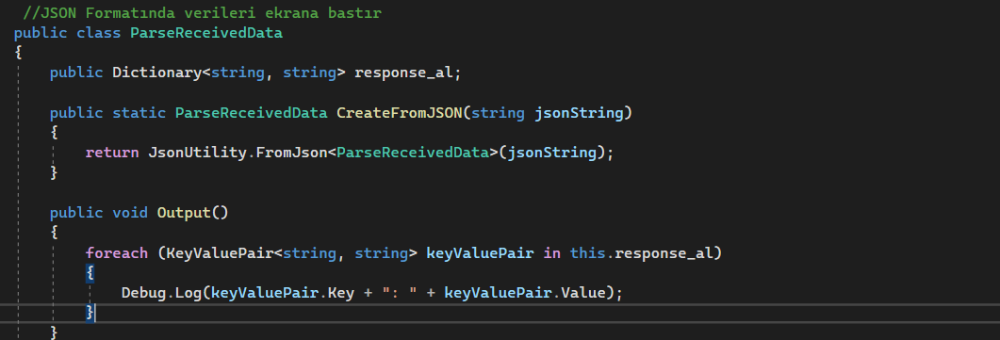 //JSON Formatında verileri ekrana bastır
public class ParseReceivedData
{
public Dictionary<string, string> response_al;
public static ParseReceivedData CreateFromJSON(string jsonString)
{
return JsonUtility.FromJson<ParseReceivedData>(jsonString);
}
public void Output()
{
foreach (KeyValuePair<string, string> keyValuePair in this.response_al)
{
Debug.Log(keyValuePair.Key + ": " + keyValuePair.Value);
}
}